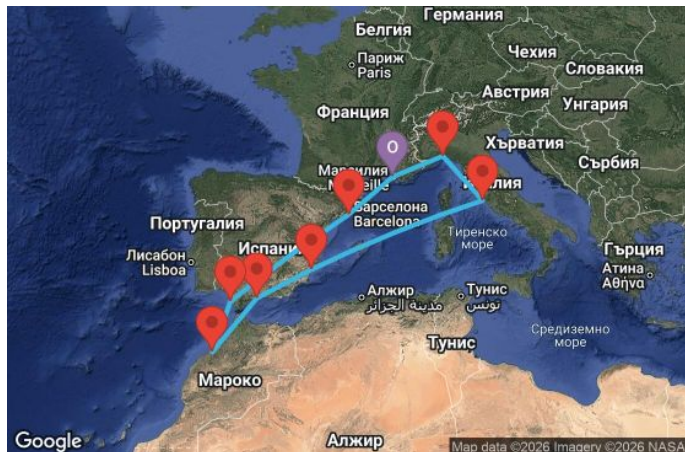 Германия
Белгия
Париж
Paris
Чехия
Словакия
Австрия
Унгария
Франция
Хърватия
O
Сърбия
Италия
Барселона
Barcelona
Португалия
Испания
Лисабон
Lisboa
Тиренско
море
Гърция
Атина
Αθήνα
Алжир
مدينة الجزائر
Тунис
تونس
Средиземно
море
Тунис
Мароко
Алжир
Google
Map data ©2026 Imagery ©2026 NASA